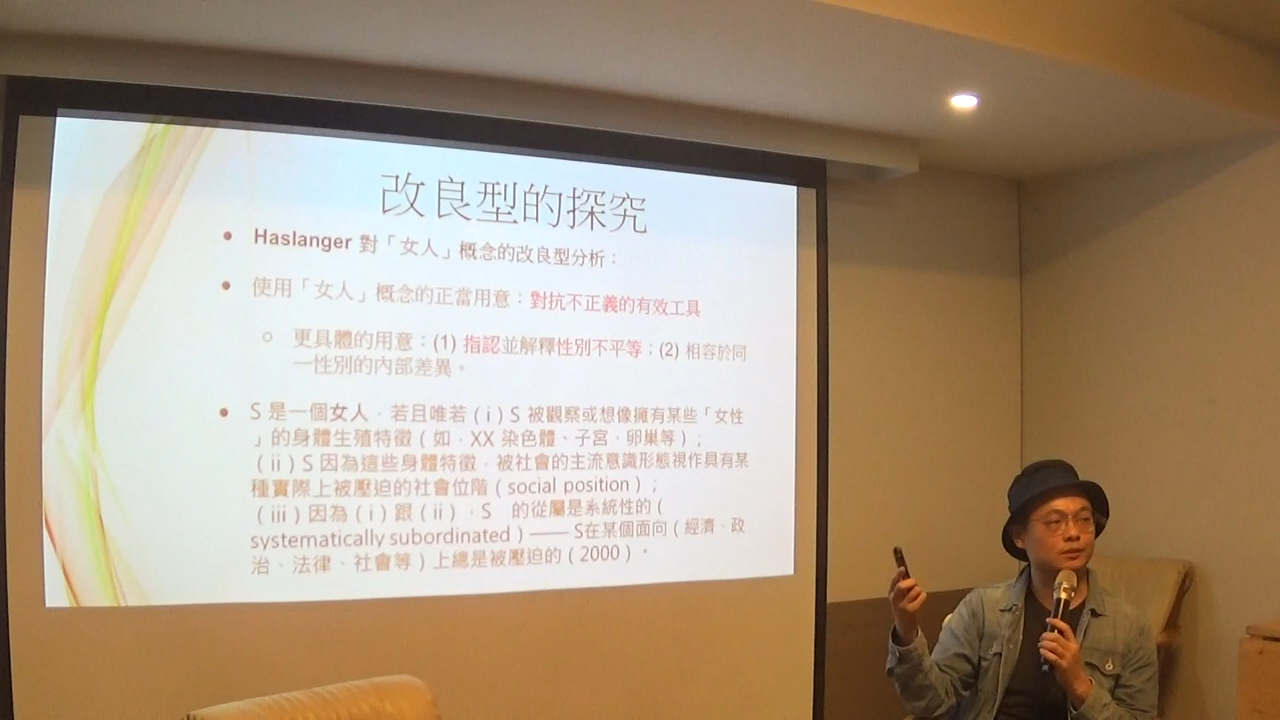 改良型的探究
Haslanger 對「女人」概念的改良型分析：
使用「女人」概念的正當用意：對抗不正義的有效工具
更具體的用意：(1) 指認並解釋性別不平等；(2) 相容於同
一性別的內部差異。
S 是一個女人，若且唯若（i）S 被觀察或想像擁有某些「女性
」的身體生殖特徵（如，XX 染色體、子宮、卵巢等）；
（ii）S 因為這些身體特徵，被社會的主流意識形態視作具有某
種實際上被壓迫的社會位階（social position）；
（iii）因為（i）跟（ii），S 的從屬是系統性的（
systematically subordinated）—— S在某個面向（經濟、政
治、法律、社會等）上總是被壓迫的（2000）。